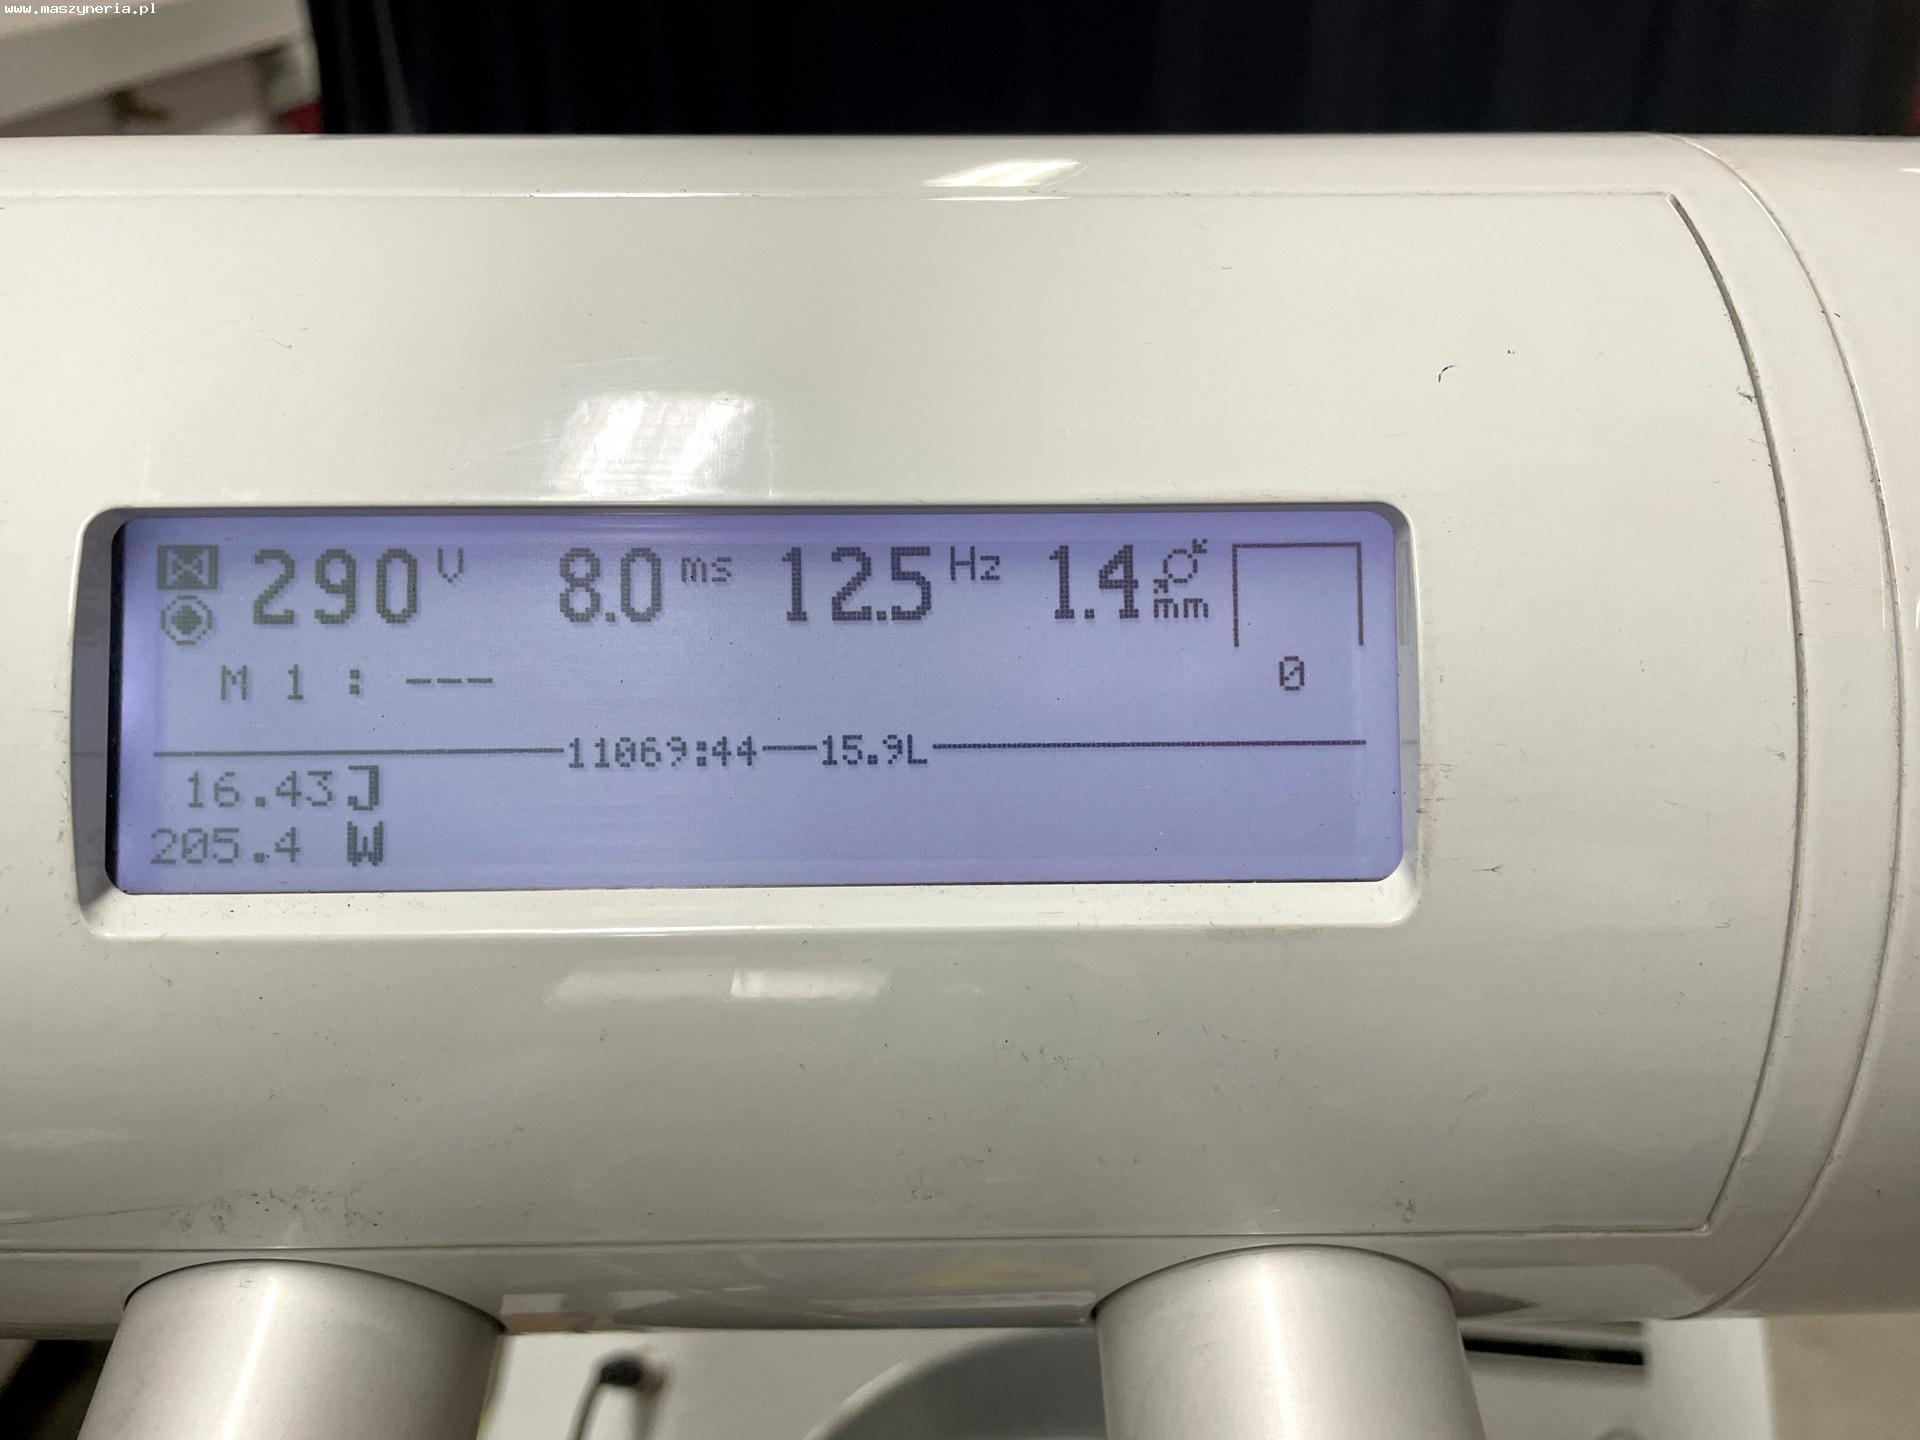 www.maszyneria.pl
290 V 8.0 ms 12.5 Hz 1.4 mm
M 1 : ---
0
11069:44 15.9L
16.43 J
205.4 W